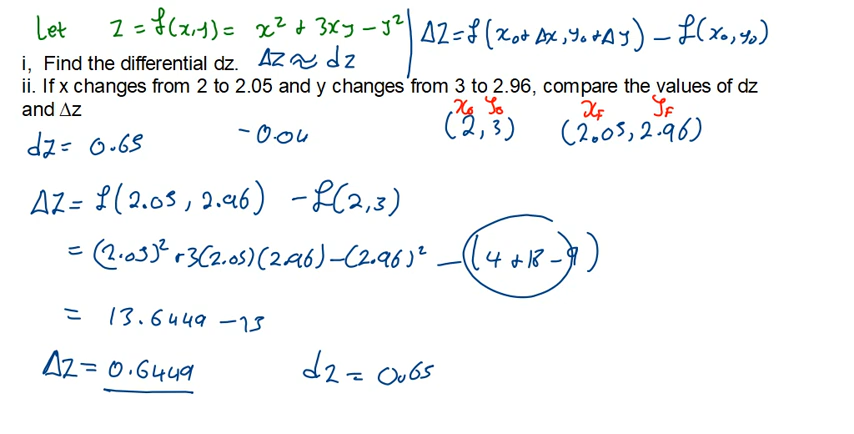 Let Z = f(x,y) = x² + 3xy - y² | ΔZ = f(x₀+Δx, y₀+Δy) - f(x₀,y₀)
i, Find the differential dz. ΔZ ≈ dz
ii. If x changes from 2 to 2.05 and y changes from 3 to 2.96, compare the values of dz
and Δz
x₀ y₀ x_F y_F
dz = 0.65 -0.04 (2,3) (2.05, 2.96)
ΔZ = f(2.05, 2.96) - f(2,3)
= (2.05)² + 3(2.05)(2.96) - (2.96)² - (4 + 18 - 9)
= 13.6449 - 13
ΔZ = 0.6449 dz = 0.65